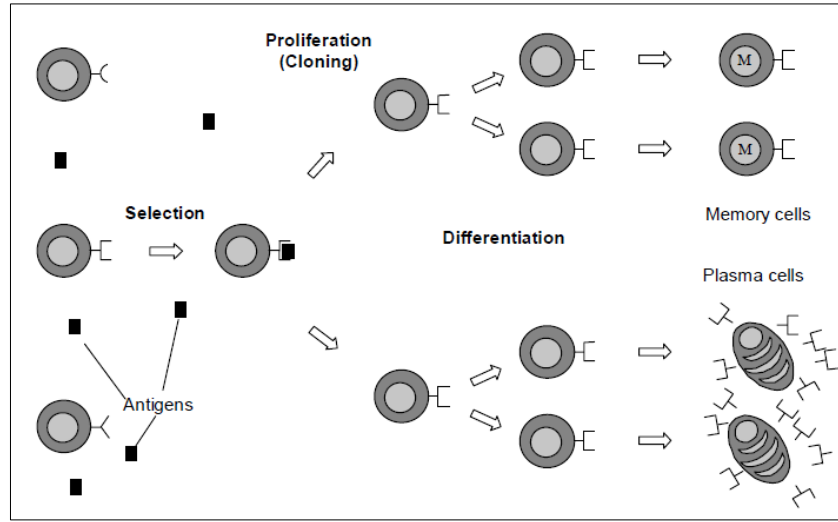 Proliferation
(Cloning)
M
M
Selection
Memory cells
Differentiation
Plasma cells
Antigens